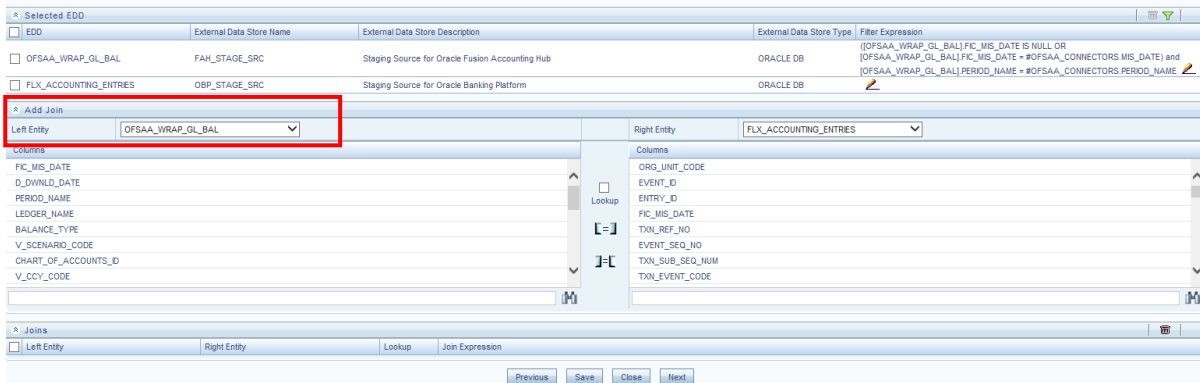 Selected EDD
EDD External Data Store Name External Data Store Description External Data Store Type Filter Expression
OFSAA_WRAP_GL_BAL FAH_STAGE_SRC Staging Source for Oracle Fusion Accounting Hub ORACLE DB ([OFSAA_WRAP_GL_BAL].FIC_MIS_DATE IS NULL OR
[OFSAA_WRAP_GL_BAL].FIC_MIS_DATE = #OFSAA_CONNECTORS.MIS_DATE) and
[OFSAA_WRAP_GL_BAL].PERIOD_NAME = #OFSAA_CONNECTORS.PERIOD_NAME
FLX_ACCOUNTING_ENTRIES OBP_STAGE_SRC Staging Source for Oracle Banking Platform ORACLE DB
Add Join
Left Entity OFSAA_WRAP_GL_BAL Right Entity FLX_ACCOUNTING_ENTRIES
Columns Columns
FIC_MIS_DATE ORG_UNIT_CODE
D_DWNLD_DATE EVENT_ID
PERIOD_NAME Lookup ENTRY_ID
LEDGER_NAME FIC_MIS_DATE
BALANCE_TYPE [=] TXN_REF_NO
V_SCENARIO_CODE EVENT_SEQ_NO
CHART_OF_ACCOUNTS_ID ]=[ TXN_SUB_SEQ_NUM
V_CCY_CODE TXN_EVENT_CODE
Joins
Left Entity Right Entity Lookup Join Expression
Previous Save Close Next